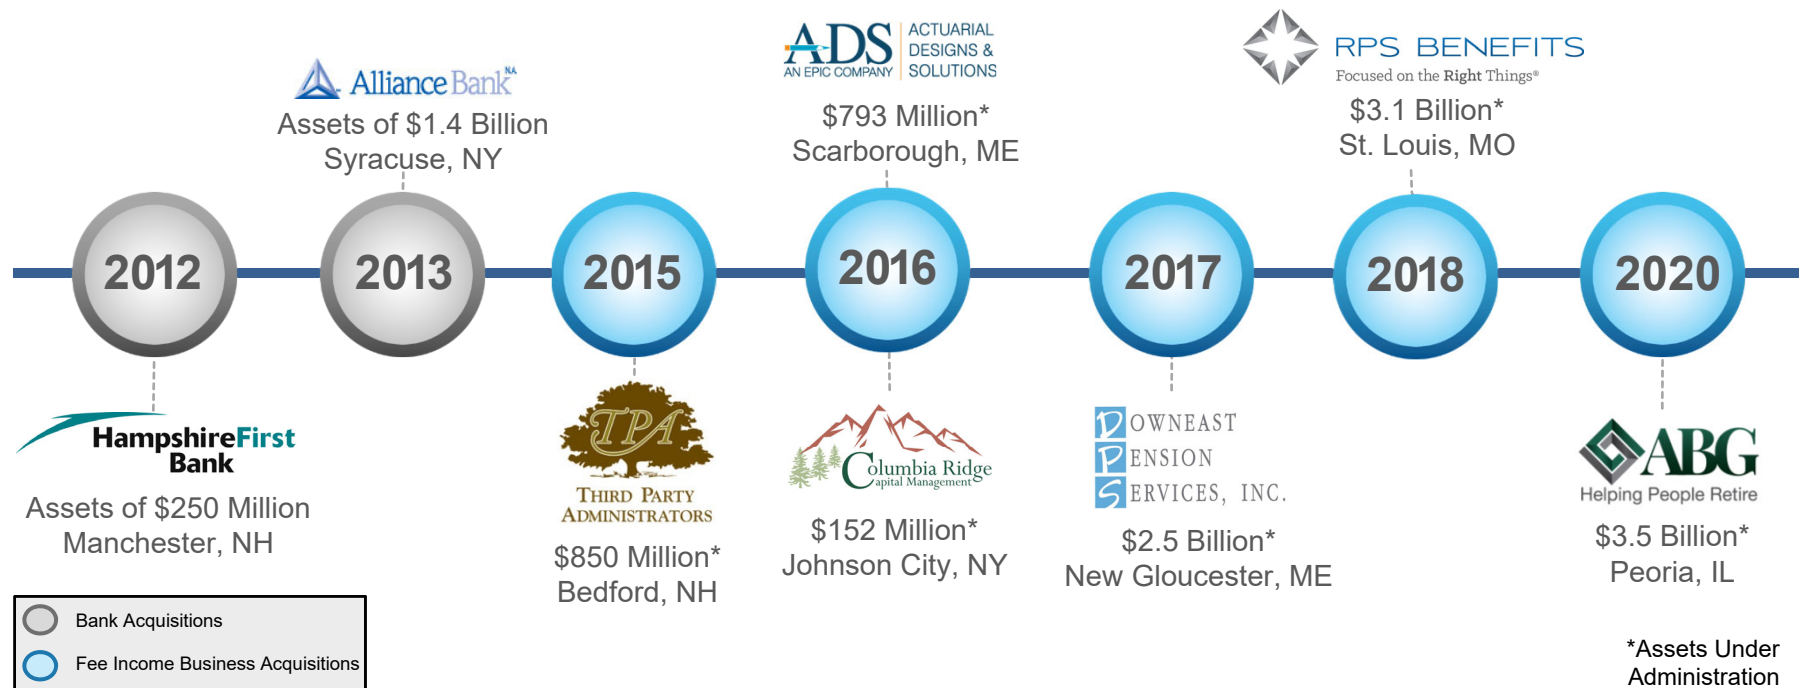 Alliance Bank NA
Assets of $1.4 Billion
Syracuse, NY
ADS
AN EPIC COMPANY
ACTUARIAL
DESIGNS &
SOLUTIONS
$793 Million*
Scarborough, ME
RPS BENEFITS
Focused on the Right Things®
$3.1 Billion*
St. Louis, MO
2012
2013
2015
2016
2017
2018
2020
HampshireFirst
Bank
Assets of $250 Million
Manchester, NH
TPA
THIRD PARTY
ADMINISTRATORS
$850 Million*
Bedford, NH
Columbia Ridge
Capital Management
$152 Million*
Johnson City, NY
DOWNEAST
PENSION
SERVICES, INC.
$2.5 Billion*
New Gloucester, ME
ABG
Helping People Retire
$3.5 Billion*
Peoria, IL
Bank Acquisitions
Fee Income Business Acquisitions
*Assets Under
Administration